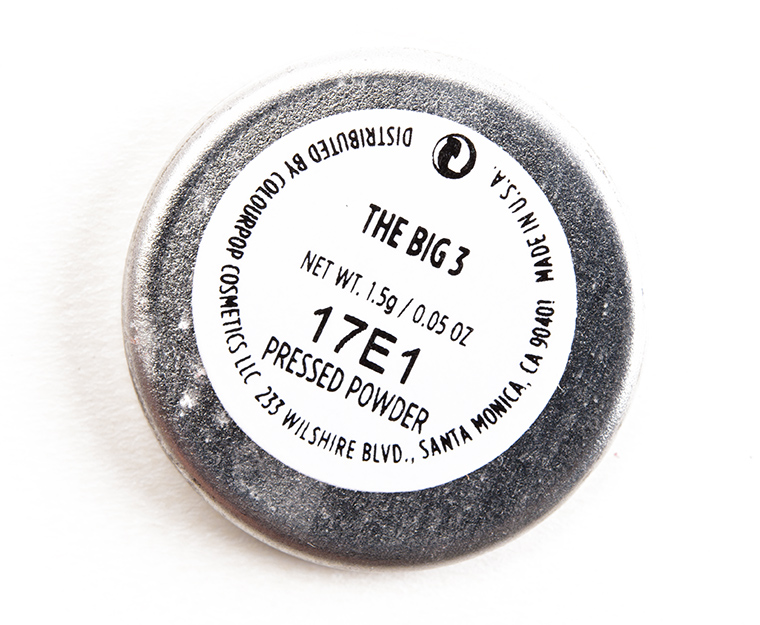 THE BIG 3
NET WT. 1.5g / 0.05 OZ
17E1
PRESSED POWDER
DISTRIBUTED BY COLOURPOP COSMETICS LLC 233 WILSHIRE BLVD., SANTA MONICA, CA 90401 MADE IN U.S.A.